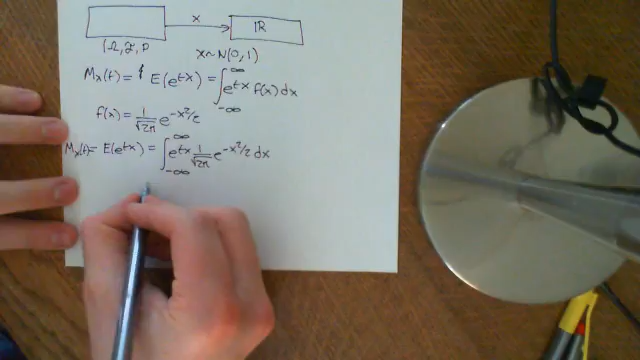 x
ℝ
(Ω, ℱ, P
x ~ N(0, 1)
Mx(t) = E(e^tx) = ∫_-∞^∞ e^tx f(x) dx
f(x) = 1/√2π e^-x²/2
Mx(t) = E(e^tx) = ∫_-∞^∞ e^tx 1/√2π e^-x²/2 dx